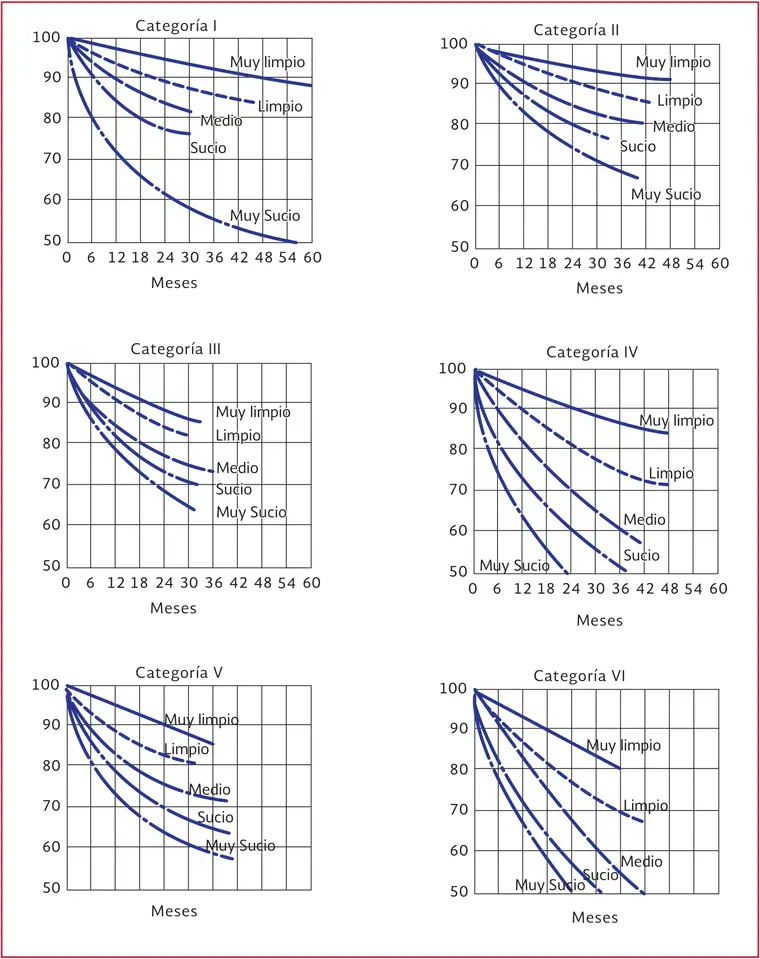 Categoría I
100
90
80
70
60
50
Muy limpio
Limpio
Medio
Sucio
Muy Sucio
0 6 12 18 24 30 36 42 48 54 60
Meses
Categoría II
100
90
80
70
60
50
Muy limpio
Limpio
Medio
Sucio
Muy Sucio
0 6 12 18 24 30 36 42 48 54 60
Meses
Categoría III
100
90
80
70
60
50
Muy limpio
Limpio
Medio
Sucio
Muy Sucio
0 6 12 18 24 30 36 42 48 54 60
Meses
Categoría IV
100
90
80
70
60
50
Muy limpio
Limpio
Medio
Sucio
Muy Sucio
0 6 12 18 24 30 36 42 48 54 60
Meses
Categoría V
100
90
80
70
60
50
Muy limpio
Limpio
Medio
Sucio
Muy Sucio
Meses
Categoría VI
100
90
80
70
60
50
Muy limpio
Limpio
Medio
Sucio
Muy Sucio
Meses